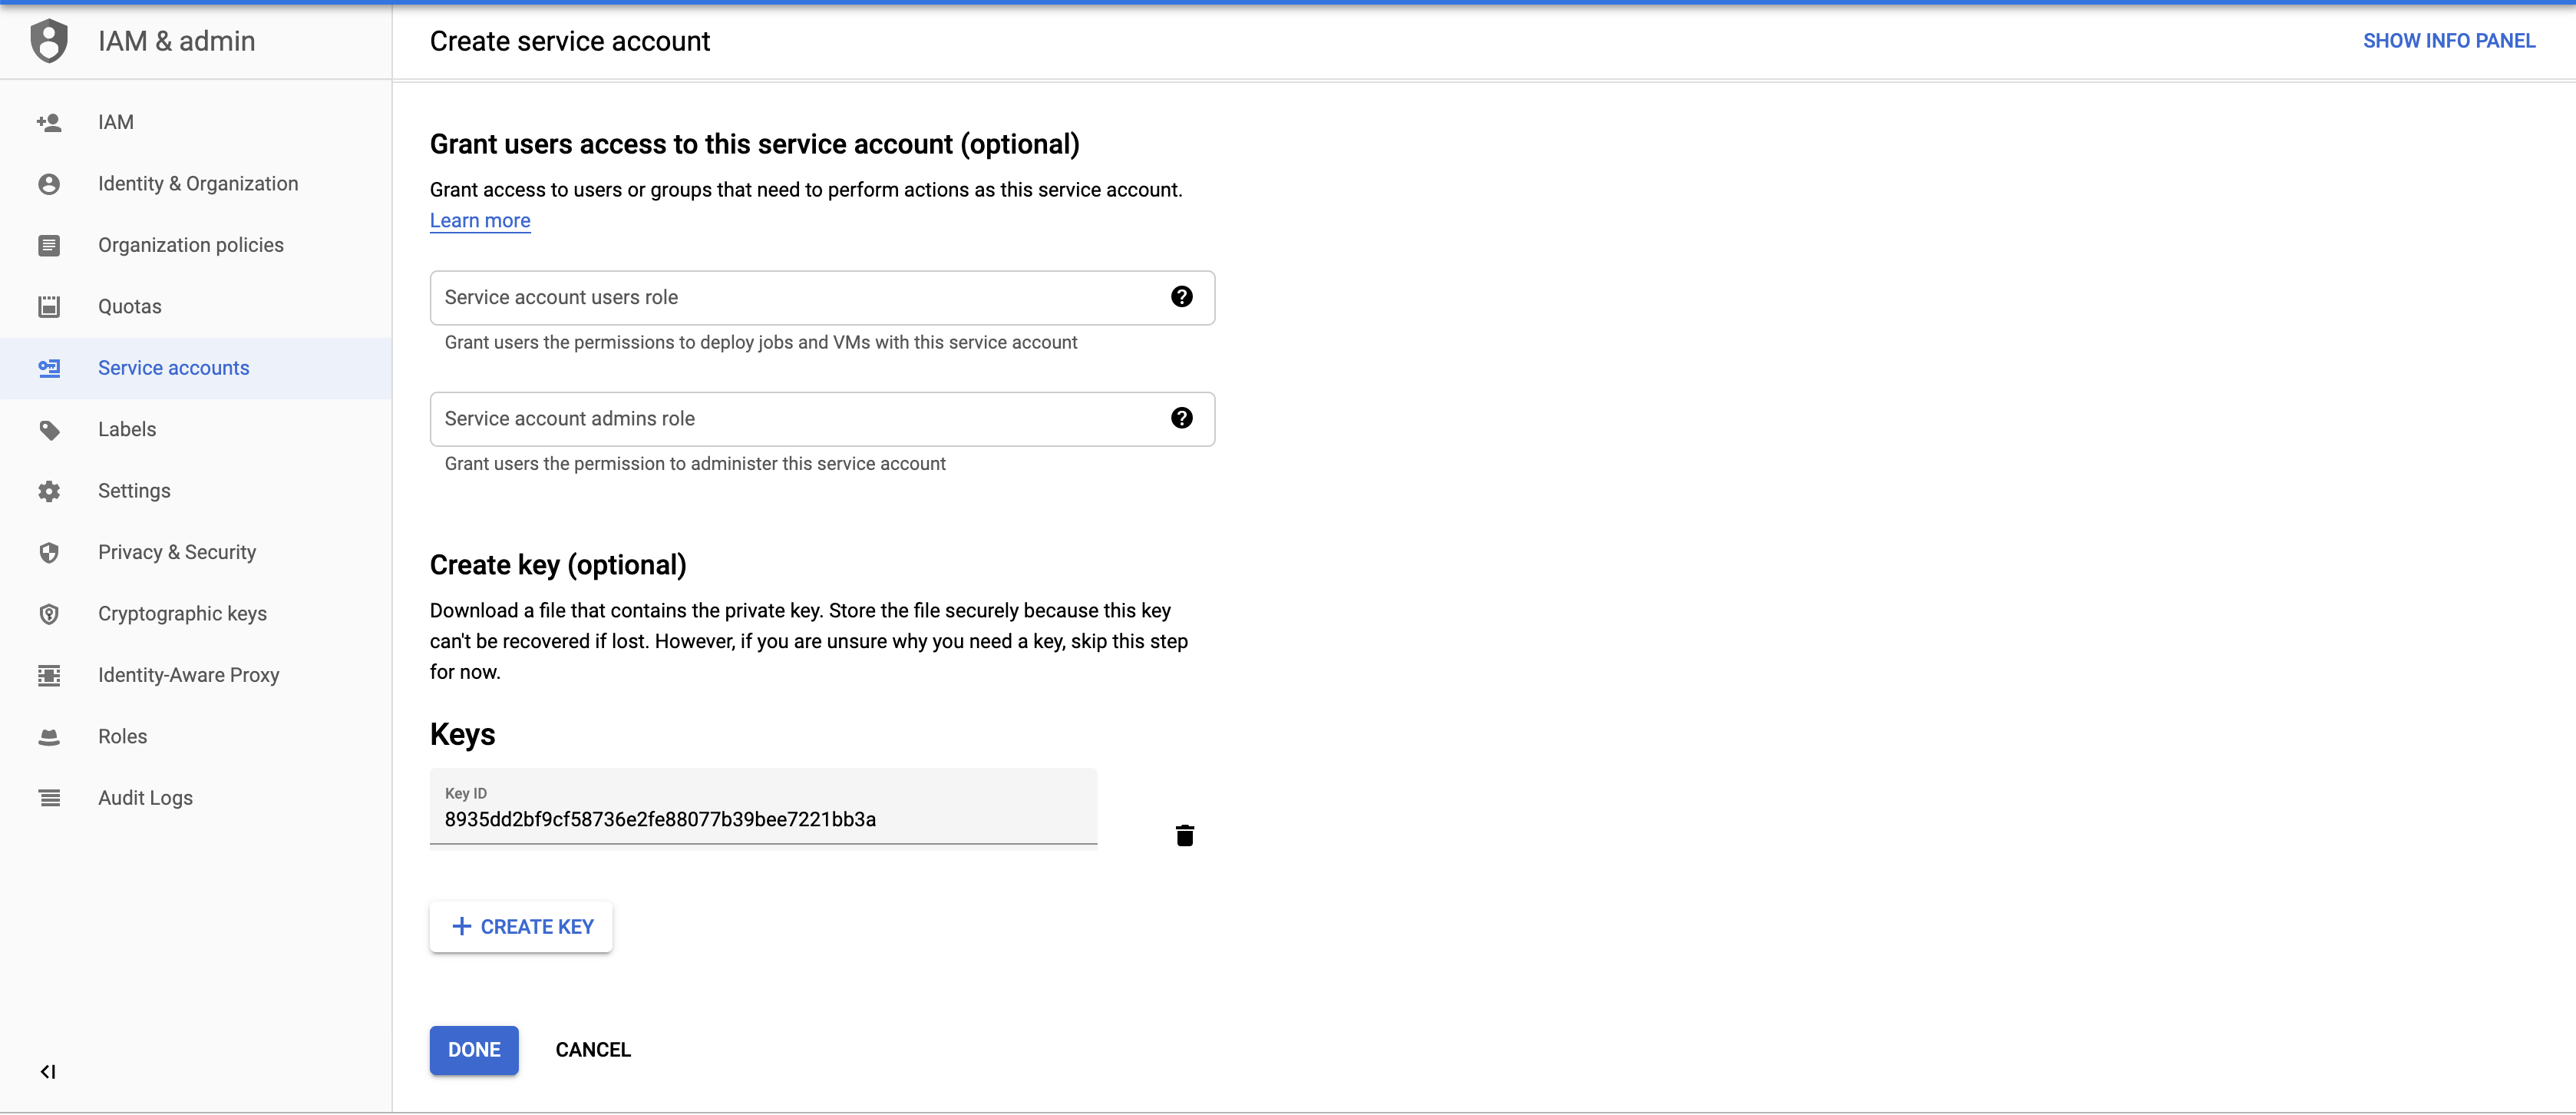 IAM & admin
Create service account
SHOW INFO PANEL
IAM
Identity & Organization
Organization policies
Quotas
Service accounts
Labels
Settings
Privacy & Security
Cryptographic keys
Identity-Aware Proxy
Roles
Audit Logs
Grant users access to this service account (optional)
Grant access to users or groups that need to perform actions as this service account.
Learn more
Service account users role
Grant users the permissions to deploy jobs and VMs with this service account
Service account admins role
Grant users the permission to administer this service account
Create key (optional)
Download a file that contains the private key. Store the file securely because this key
can't be recovered if lost. However, if you are unsure why you need a key, skip this step
for now.
Keys
Key ID
8935dd2bf9cf58736e2fe88077b39bee7221bb3a
CREATE KEY
DONE
CANCEL